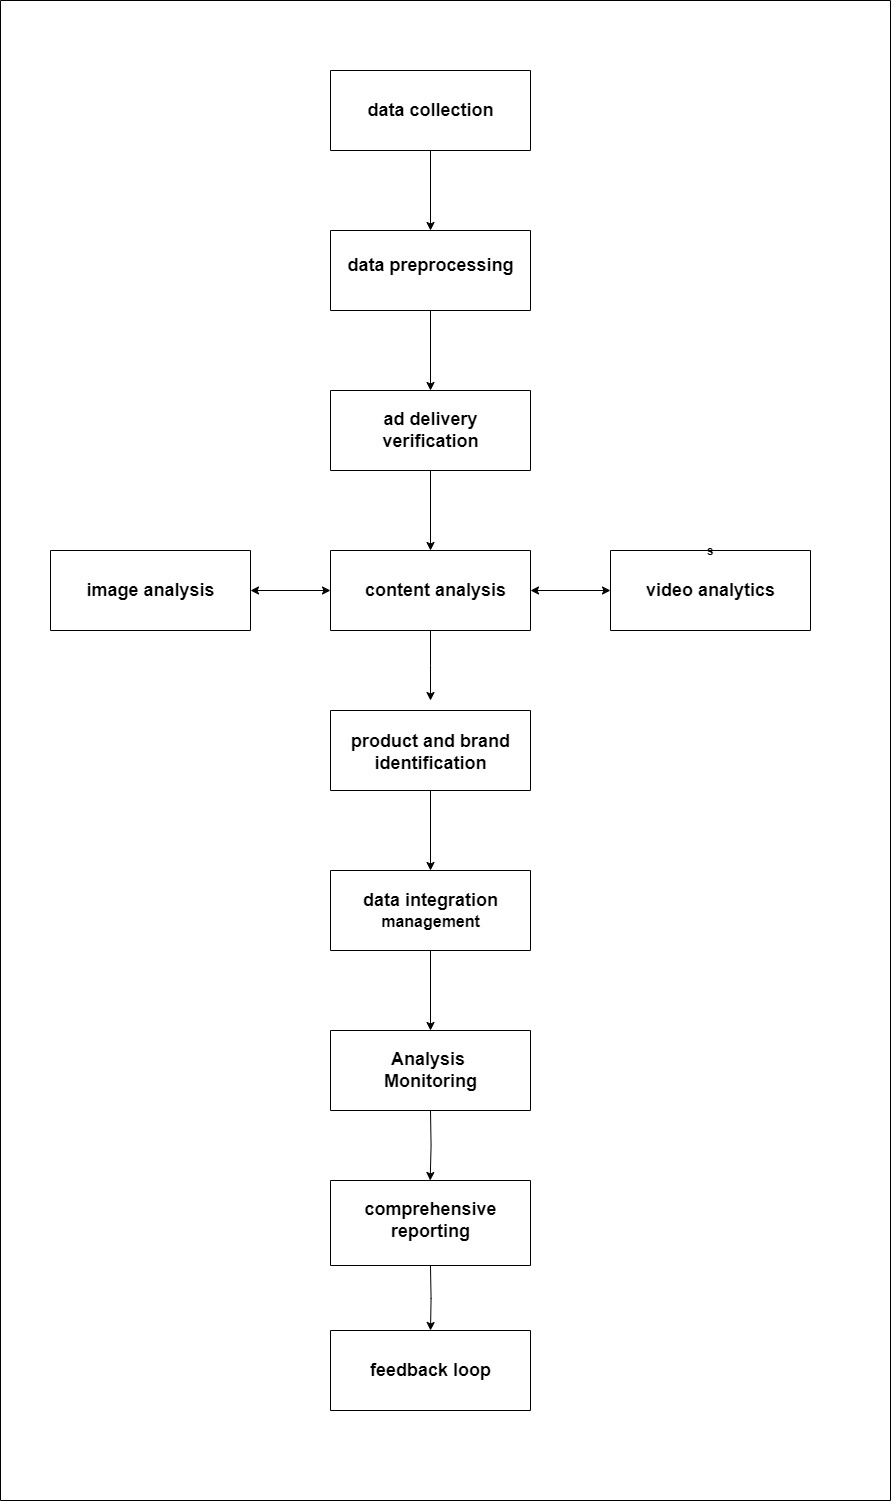 data collection
data preprocessing
ad delivery
verification
s
image analysis
content analysis
video analytics
product and brand
identification
data integration
management
Analysis
Monitoring
comprehensive
reporting
feedback loop